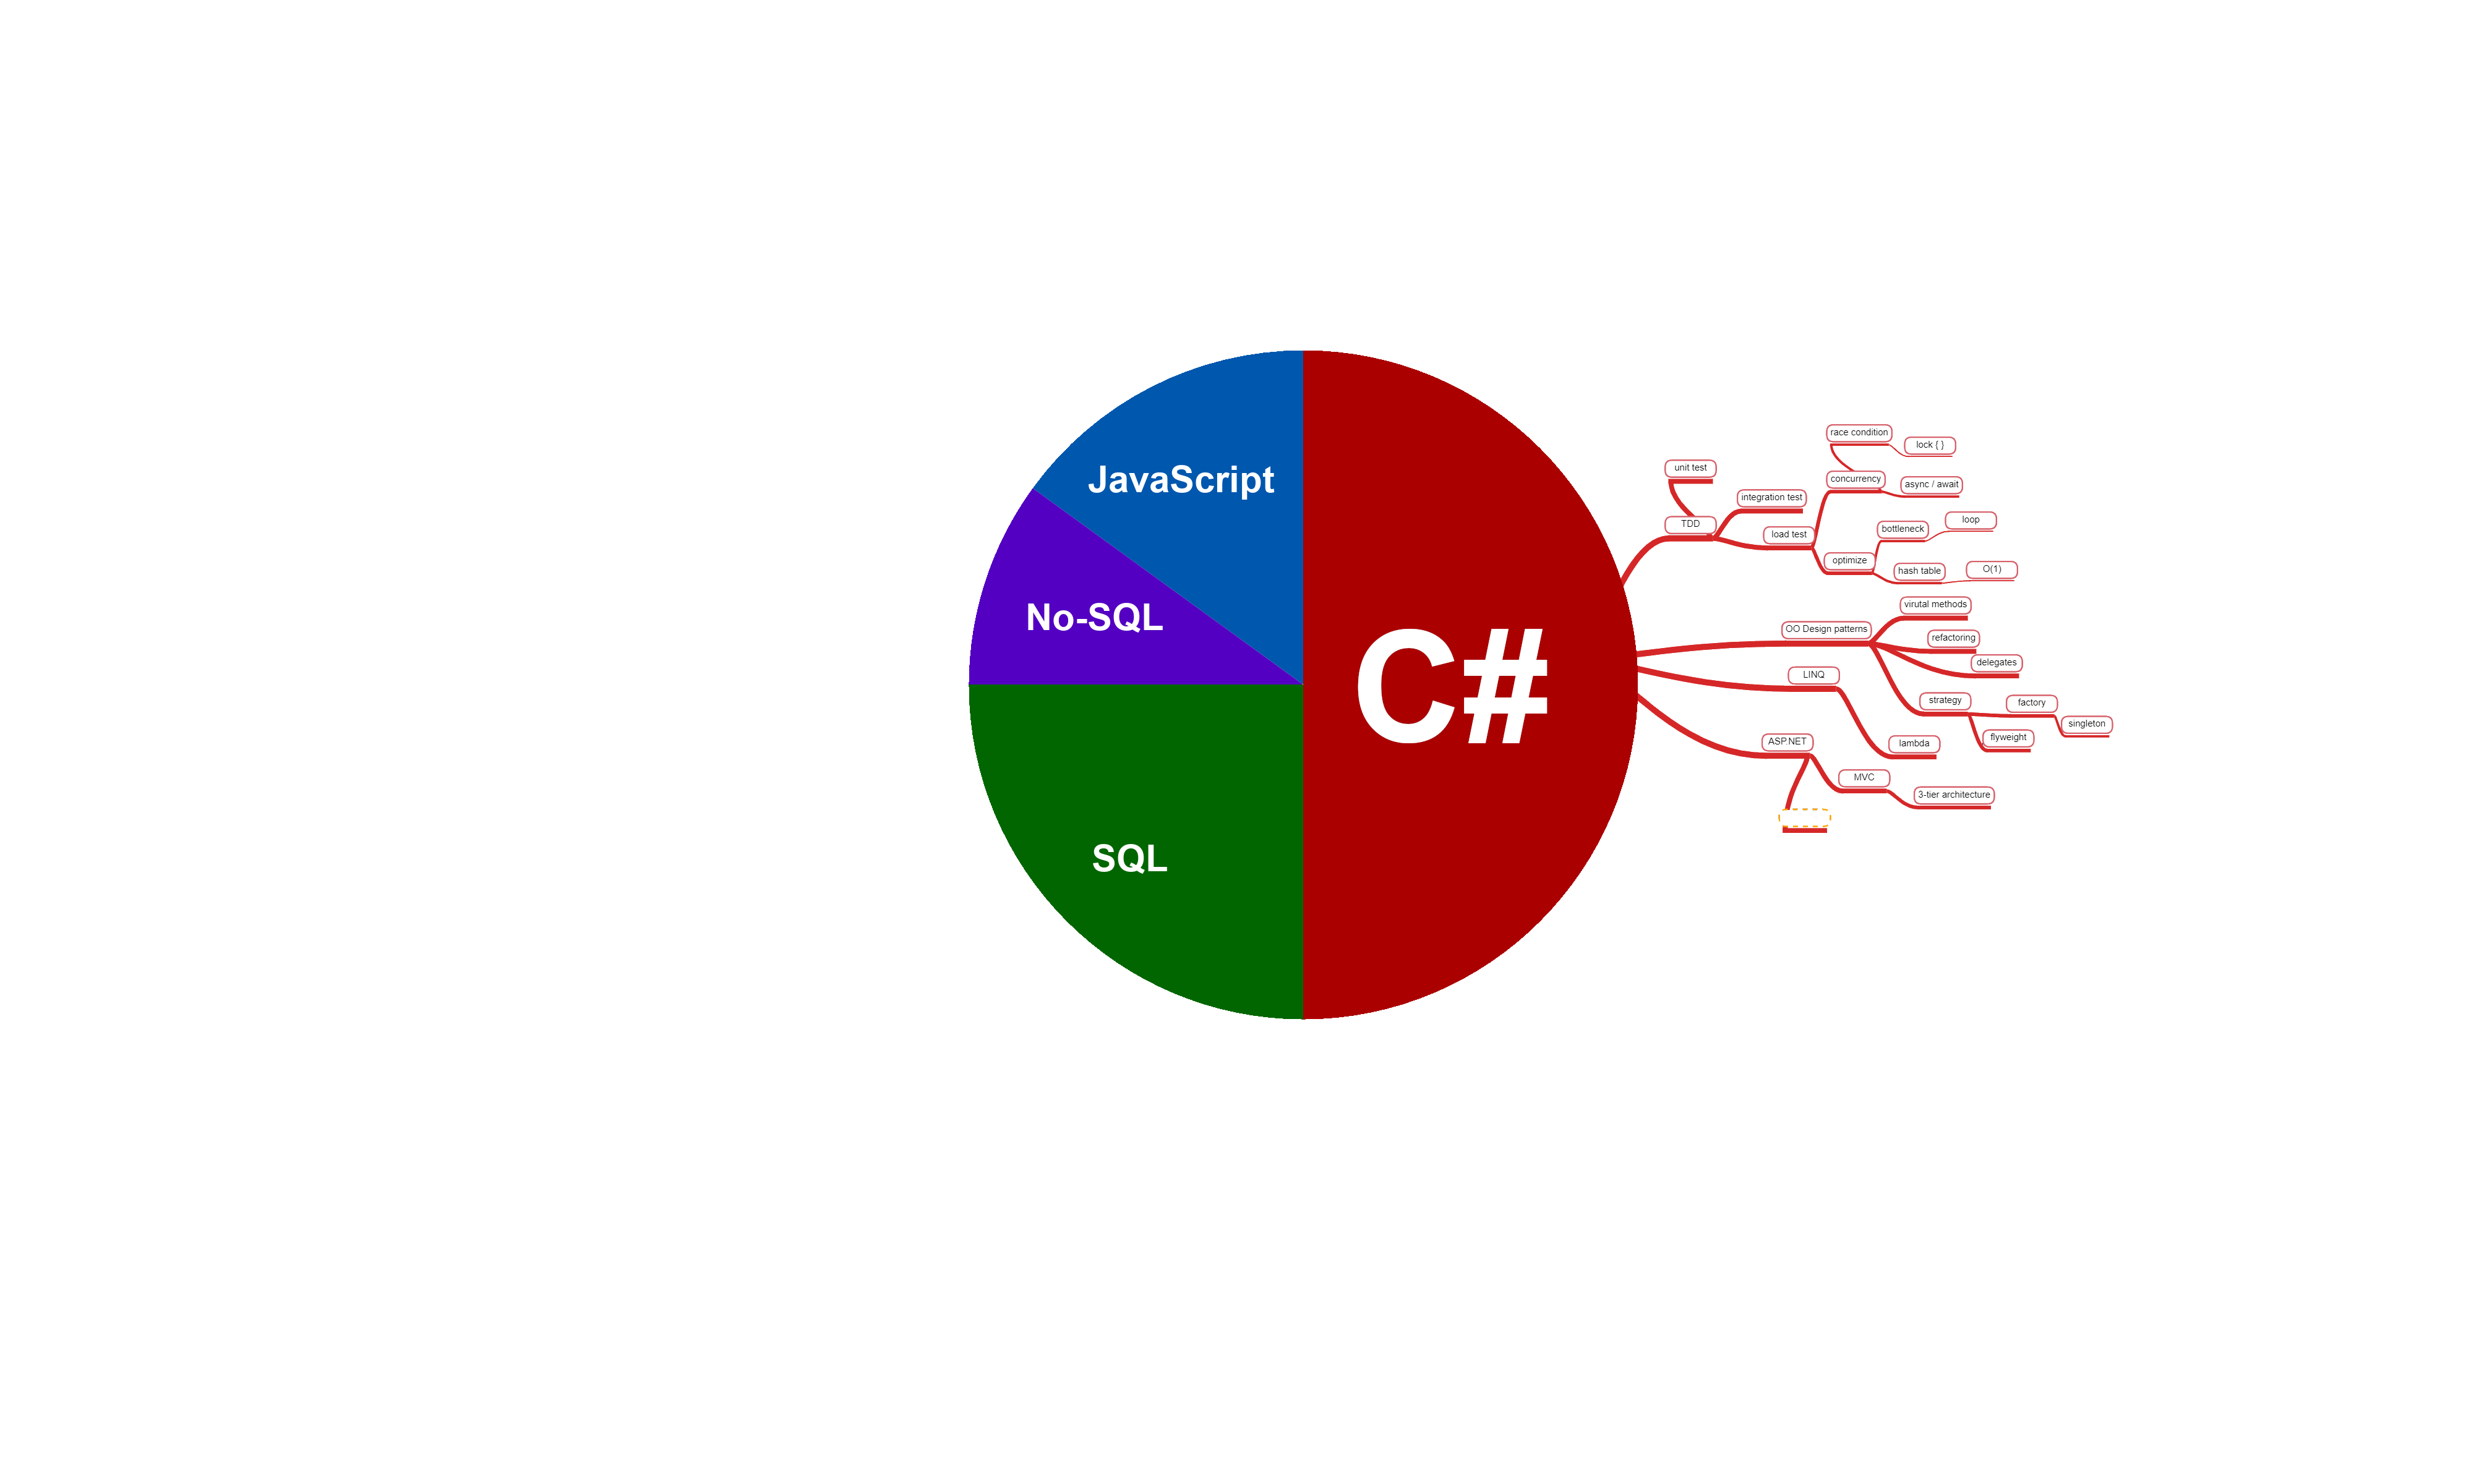 JavaScript
No-SQL
SQL
C#
race condition
lock { }
unit test
concurrency
async / await
integration test
TDD
load test
bottleneck
loop
optimize
hash table
O(1)
virutal methods
OO Design patterns
refactoring
delegates
LINQ
strategy
factory
singleton
flyweight
ASP.NET
lambda
MVC
3-tier architecture